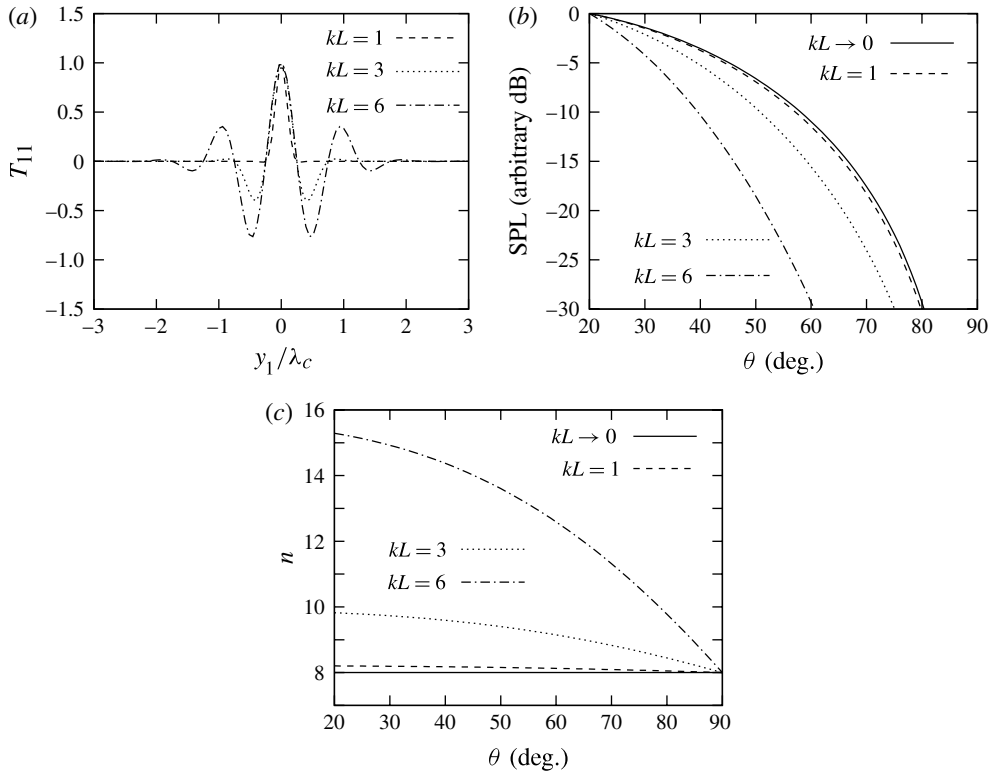 (a)
1.5
1.0
0.5
0
−0.5
−1.0
−1.5
T11
kL = 1
kL = 3
kL = 6
−3 −2 −1 0 1 2 3
y1/λc
(b)
0
−5
−10
−15
−20
−25
−30
SPL (arbitrary dB)
kL → 0
kL = 1
kL = 3
kL = 6
20 30 40 50 60 70 80 90
θ (deg.)
(c)
16
14
12
10
8
n
kL → 0
kL = 1
kL = 3
kL = 6
20 30 40 50 60 70 80 90
θ (deg.)